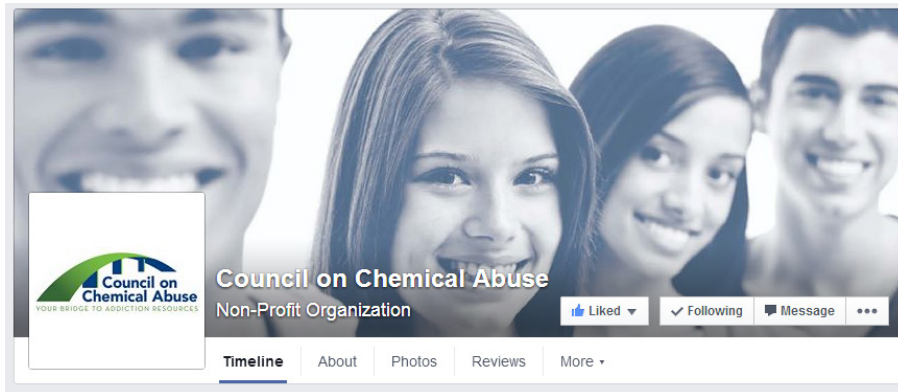 Council on
Chemical Abuse
YOUR BRIDGE TO ADDICTION RESOURCES
Council on Chemical Abuse
Non-Profit Organization
Liked
Following
Message
Timeline
About
Photos
Reviews
More